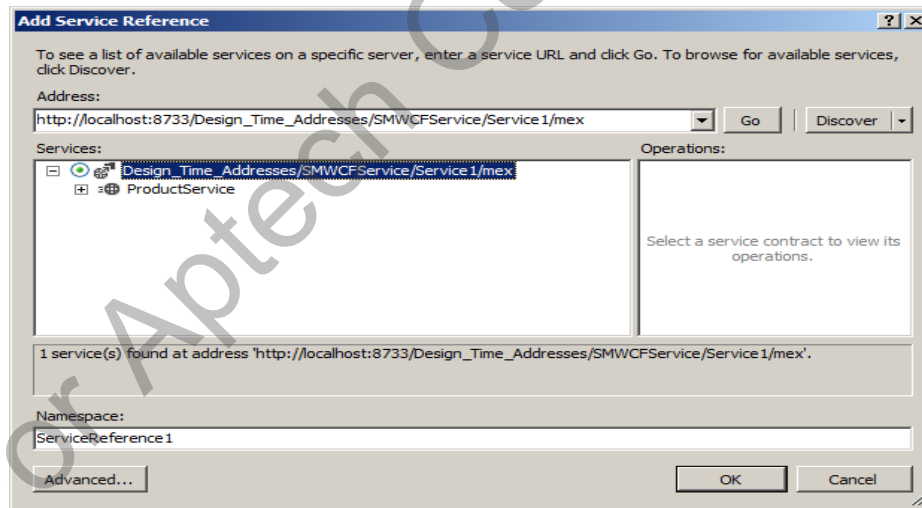 Add Service Reference
To see a list of available services on a specific server, enter a service URL and click Go. To browse for available services,
click Discover.
Address:
http://localhost:8733/Design_Time_Addresses/SMWCFService/Service1/mex
Go
Discover
Services:
Operations:
Design_Time_Addresses/SMWCFService/Service1/mex
ProductService
Select a service contract to view its
operations.
1 service(s) found at address 'http://localhost:8733/Design_Time_Addresses/SMWCFService/Service1/mex'.
Namespace:
ServiceReference1
Advanced...
OK
Cancel
or Aptech C